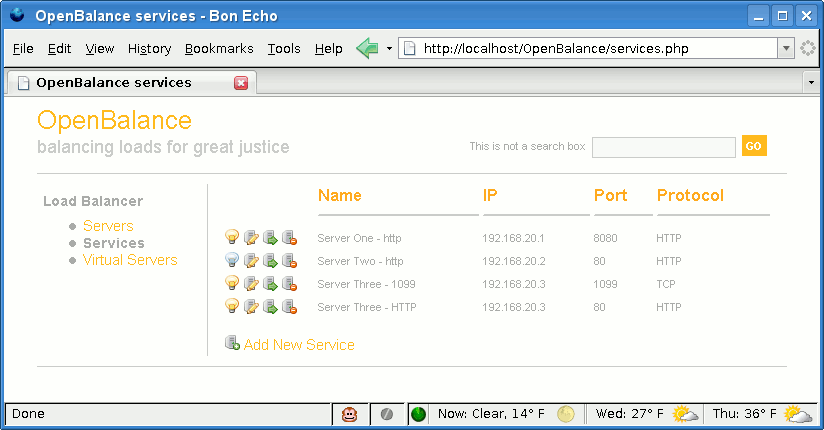 OpenBalance services - Bon Echo
File Edit View History Bookmarks Tools Help http://localhost/OpenBalance/services.php
OpenBalance services
OpenBalance
balancing loads for great justice
This is not a search box GO
Load Balancer
Servers
Services
Virtual Servers
Name IP Port Protocol
Server One - http 192.168.20.1 8080 HTTP
Server Two - http 192.168.20.2 80 HTTP
Server Three - 1099 192.168.20.3 1099 TCP
Server Three - HTTP 192.168.20.3 80 HTTP
Add New Service
Done Now: Clear, 14° F Wed: 27° F Thu: 36° F